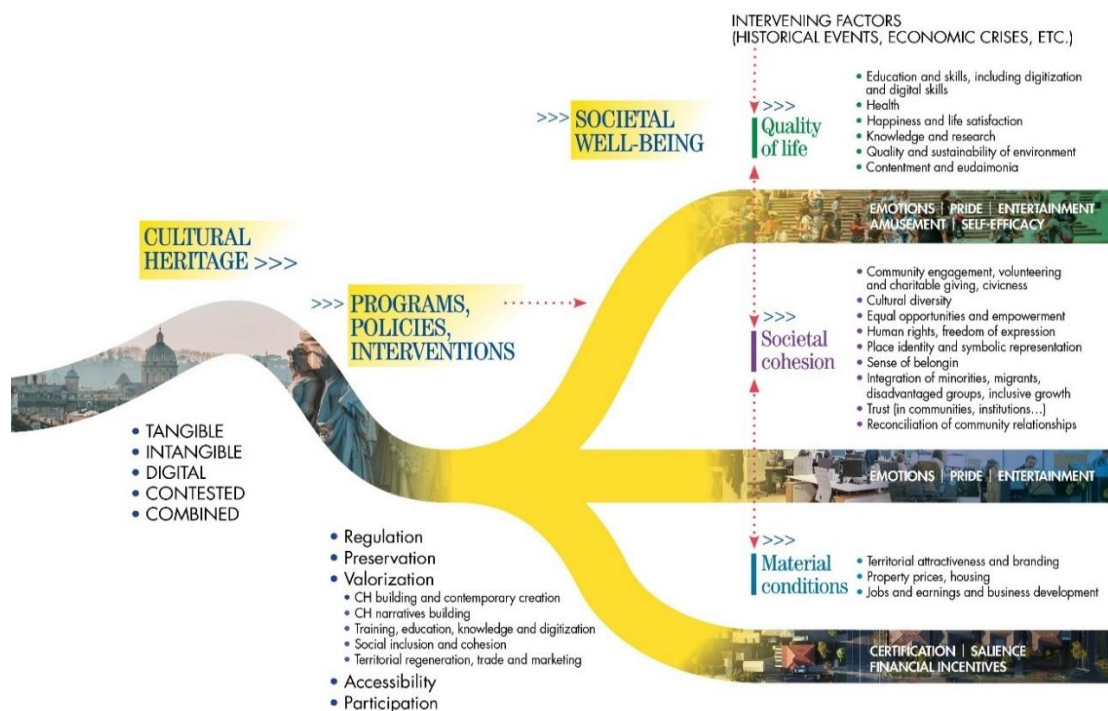 INTERVENING FACTORS
(HISTORICAL EVENTS, ECONOMIC CRISES, ETC.)
CULTURAL
HERITAGE >>>
• TANGIBLE
• INTANGIBLE
• DIGITAL
• CONTESTED
• COMBINED
>>> PROGRAMS,
POLICIES,
INTERVENTIONS
• Regulation
• Preservation
• Valorization
• CH building and contemporary creation
• CH narratives building
• Training, education, knowledge and digitization
• Social inclusion and cohesion
• Territorial regeneration, trade and marketing
• Accessibility
• Participation
>>> SOCIETAL
WELL-BEING
>>>
Quality
of life
• Education and skills, including digitization
and digital skills
• Health
• Happiness and life satisfaction
• Knowledge and research
• Quality and sustainability of environment
• Contentment and eudaimonia
EMOTIONS | PRIDE | ENTERTAINMENT
AMUSEMENT | SELF-EFFICACY
>>>
Societal
cohesion
• Community engagement, volunteering
and charitable giving, civicness
• Cultural diversity
• Equal opportunities and empowerment
• Human rights, freedom of expression
• Place identity and symbolic representation
• Sense of belongin
• Integration of minorities, migrants,
disadvantaged groups, inclusive growth
• Trust (in communities, institutions...)
• Reconciliation of community relationships
EMOTIONS | PRIDE | ENTERTAINMENT
>>>
Material
conditions
• Territorial attractiveness and branding
• Property prices, housing
• Jobs and earnings and business development
CERTIFICATION | SALIENCE
FINANCIAL INCENTIVES